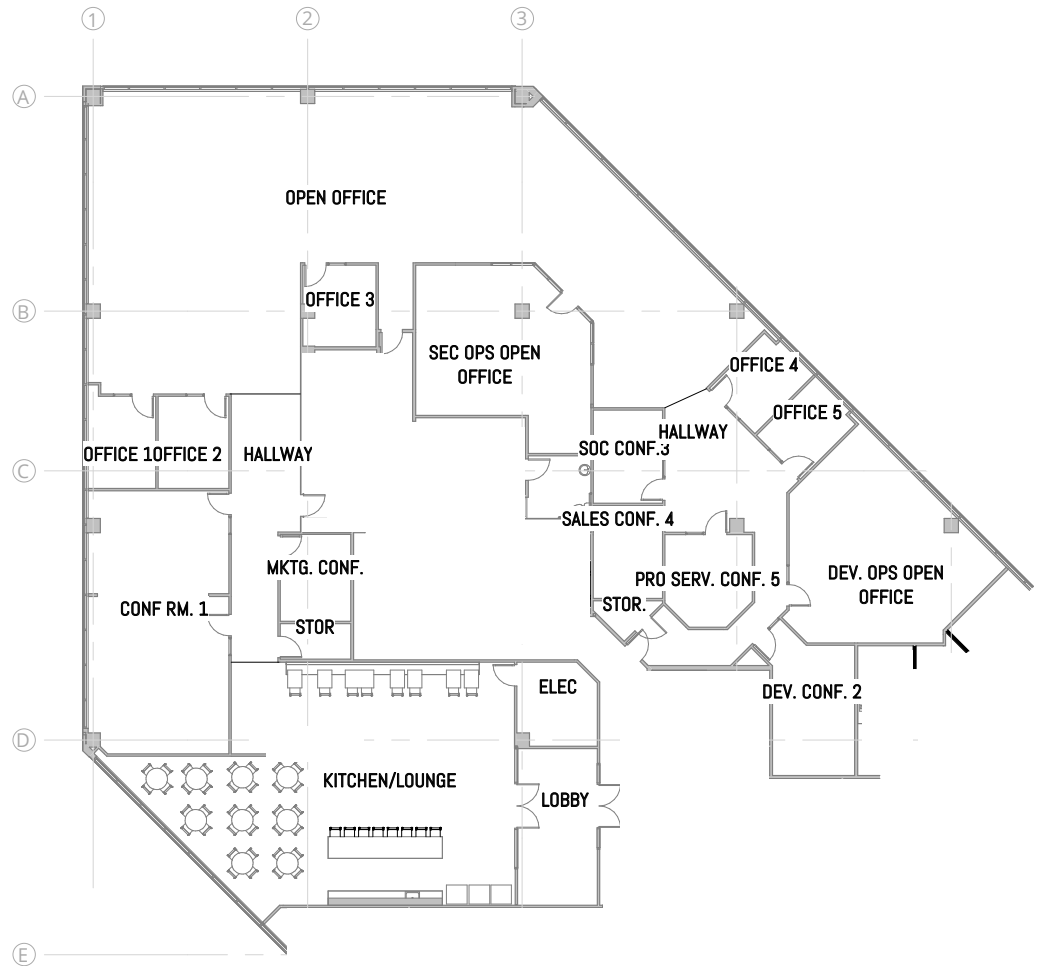 1 2 3
A
OPEN OFFICE
B
OFFICE 3
SEC OPS OPEN
OFFICE
OFFICE 4
OFFICE 5
HALLWAY
OFFICE 1
OFFICE 2
HALLWAY
SOC CONF.3
C
SALES CONF. 4
MKTG. CONF.
PRO SERV. CONF. 5
DEV. OPS OPEN
OFFICE
CONF RM. 1
STOR.
STOR
ELEC
DEV. CONF. 2
D
KITCHEN/LOUNGE
LOBBY
E